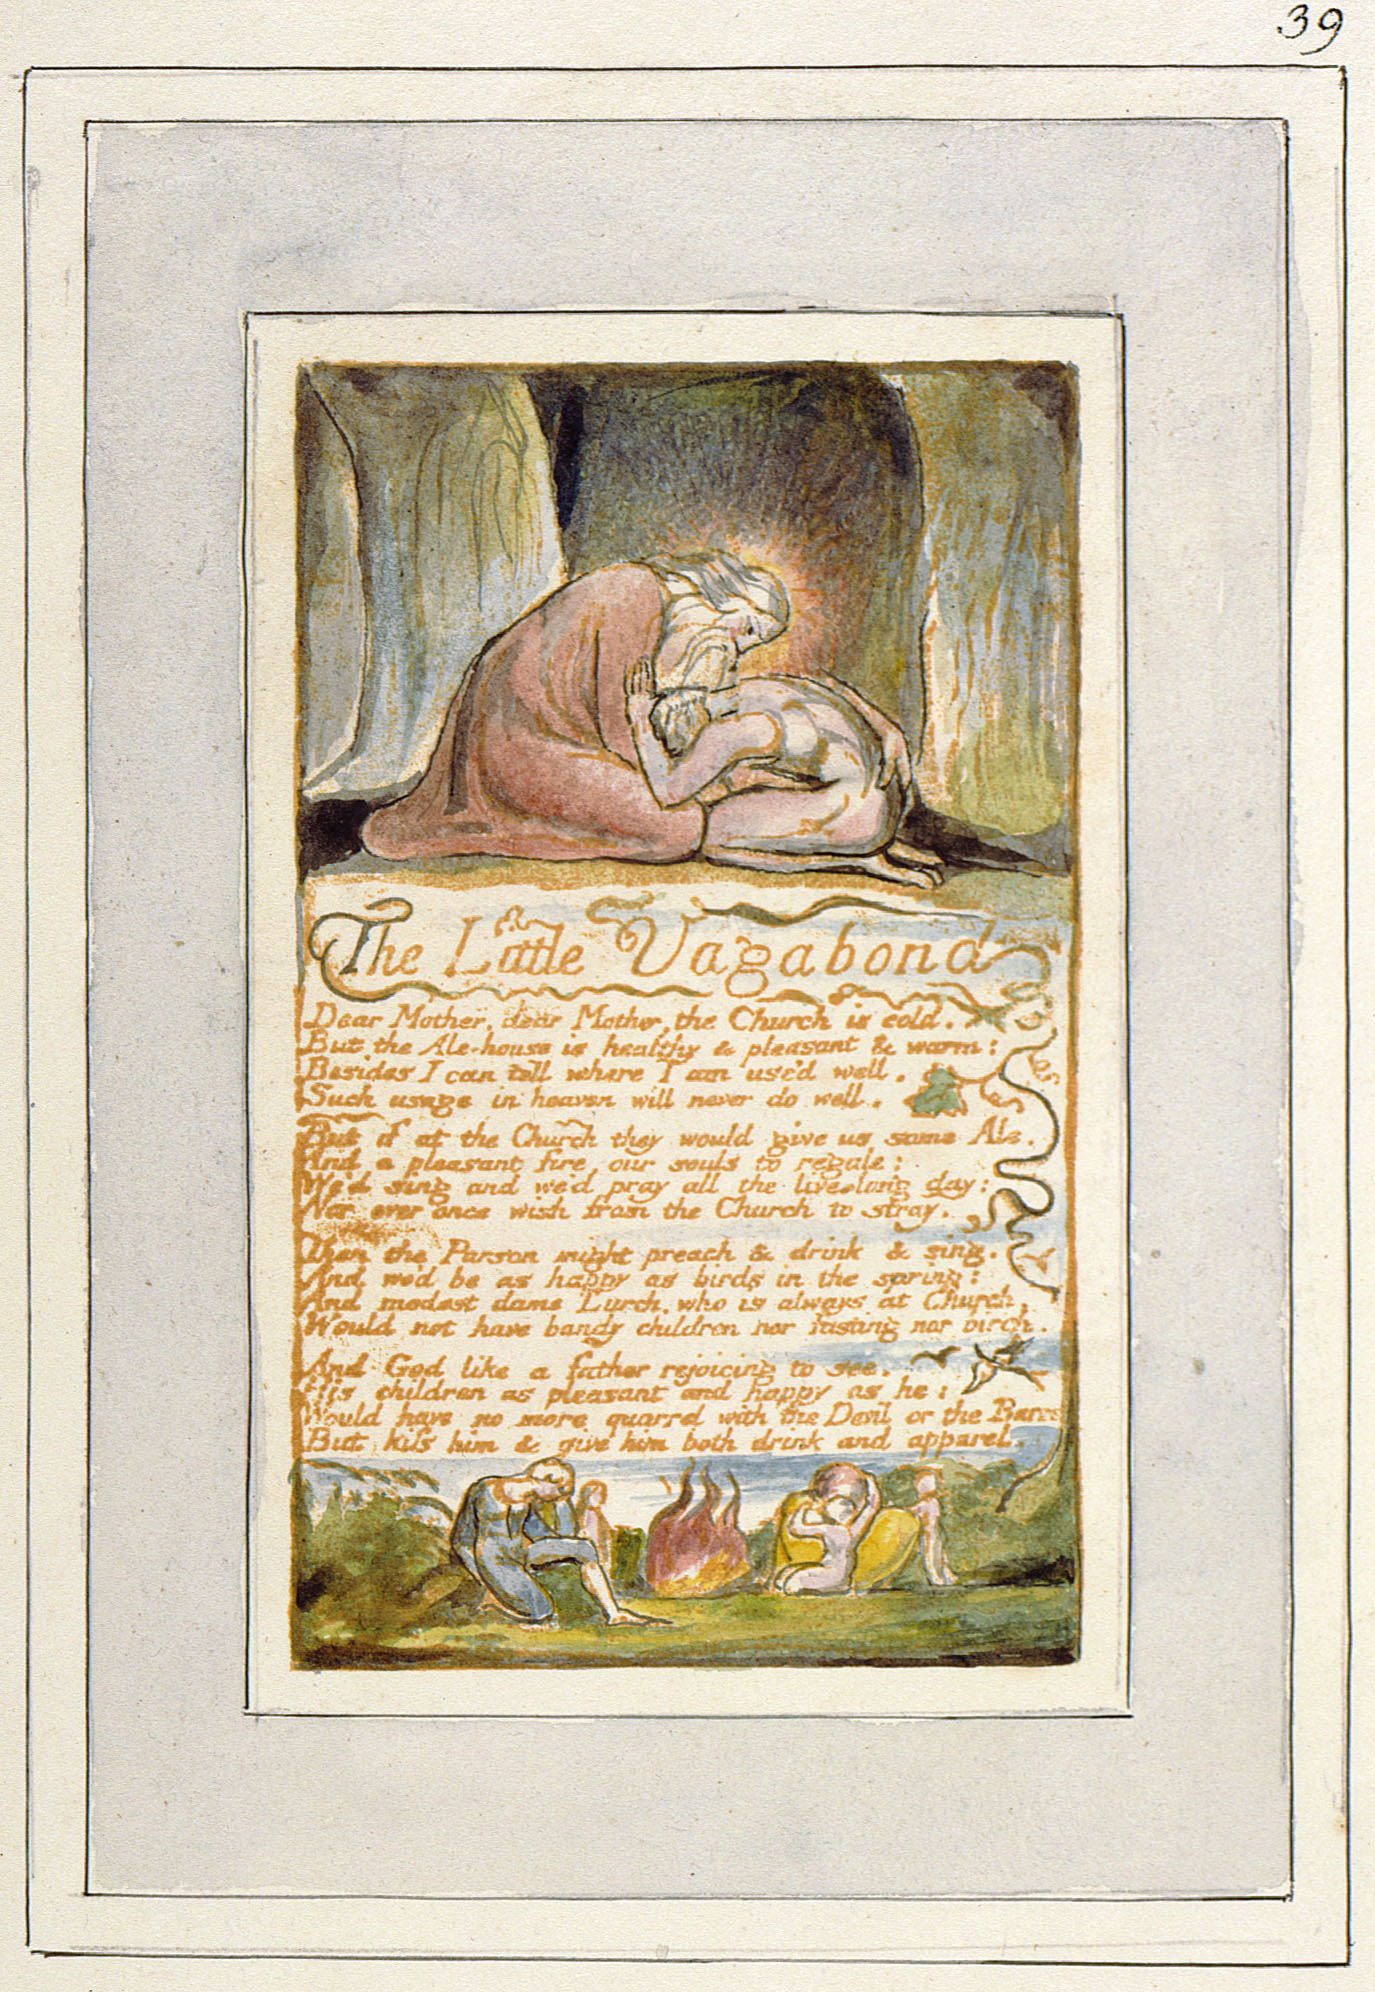 39
The Little Vagabond
Dear Mother, dear Mother, the Church is cold.
But the Ale-house is healthy & pleasant & warm:
Besides I can tell where I am use'd well.
Such usage in heaven will never do well.
But if at the Church they would give us some Ale.
And a pleasant fire, our souls to regale:
We'd sing and we'd pray all the live-long day:
Nor ever once wish from the Church to stray.
Then the Parson might preach & drink & sing.
And we'd be as happy as birds in the spring:
And modest dame Lurch, who is always at Church,
Would not have bandy children nor fasting nor birch.
And God like a father rejoicing to see.
His children as pleasant and happy as he:
Would have no more quarrel with the Devil or the Barrel
But kiss him & give him both drink and apparel.